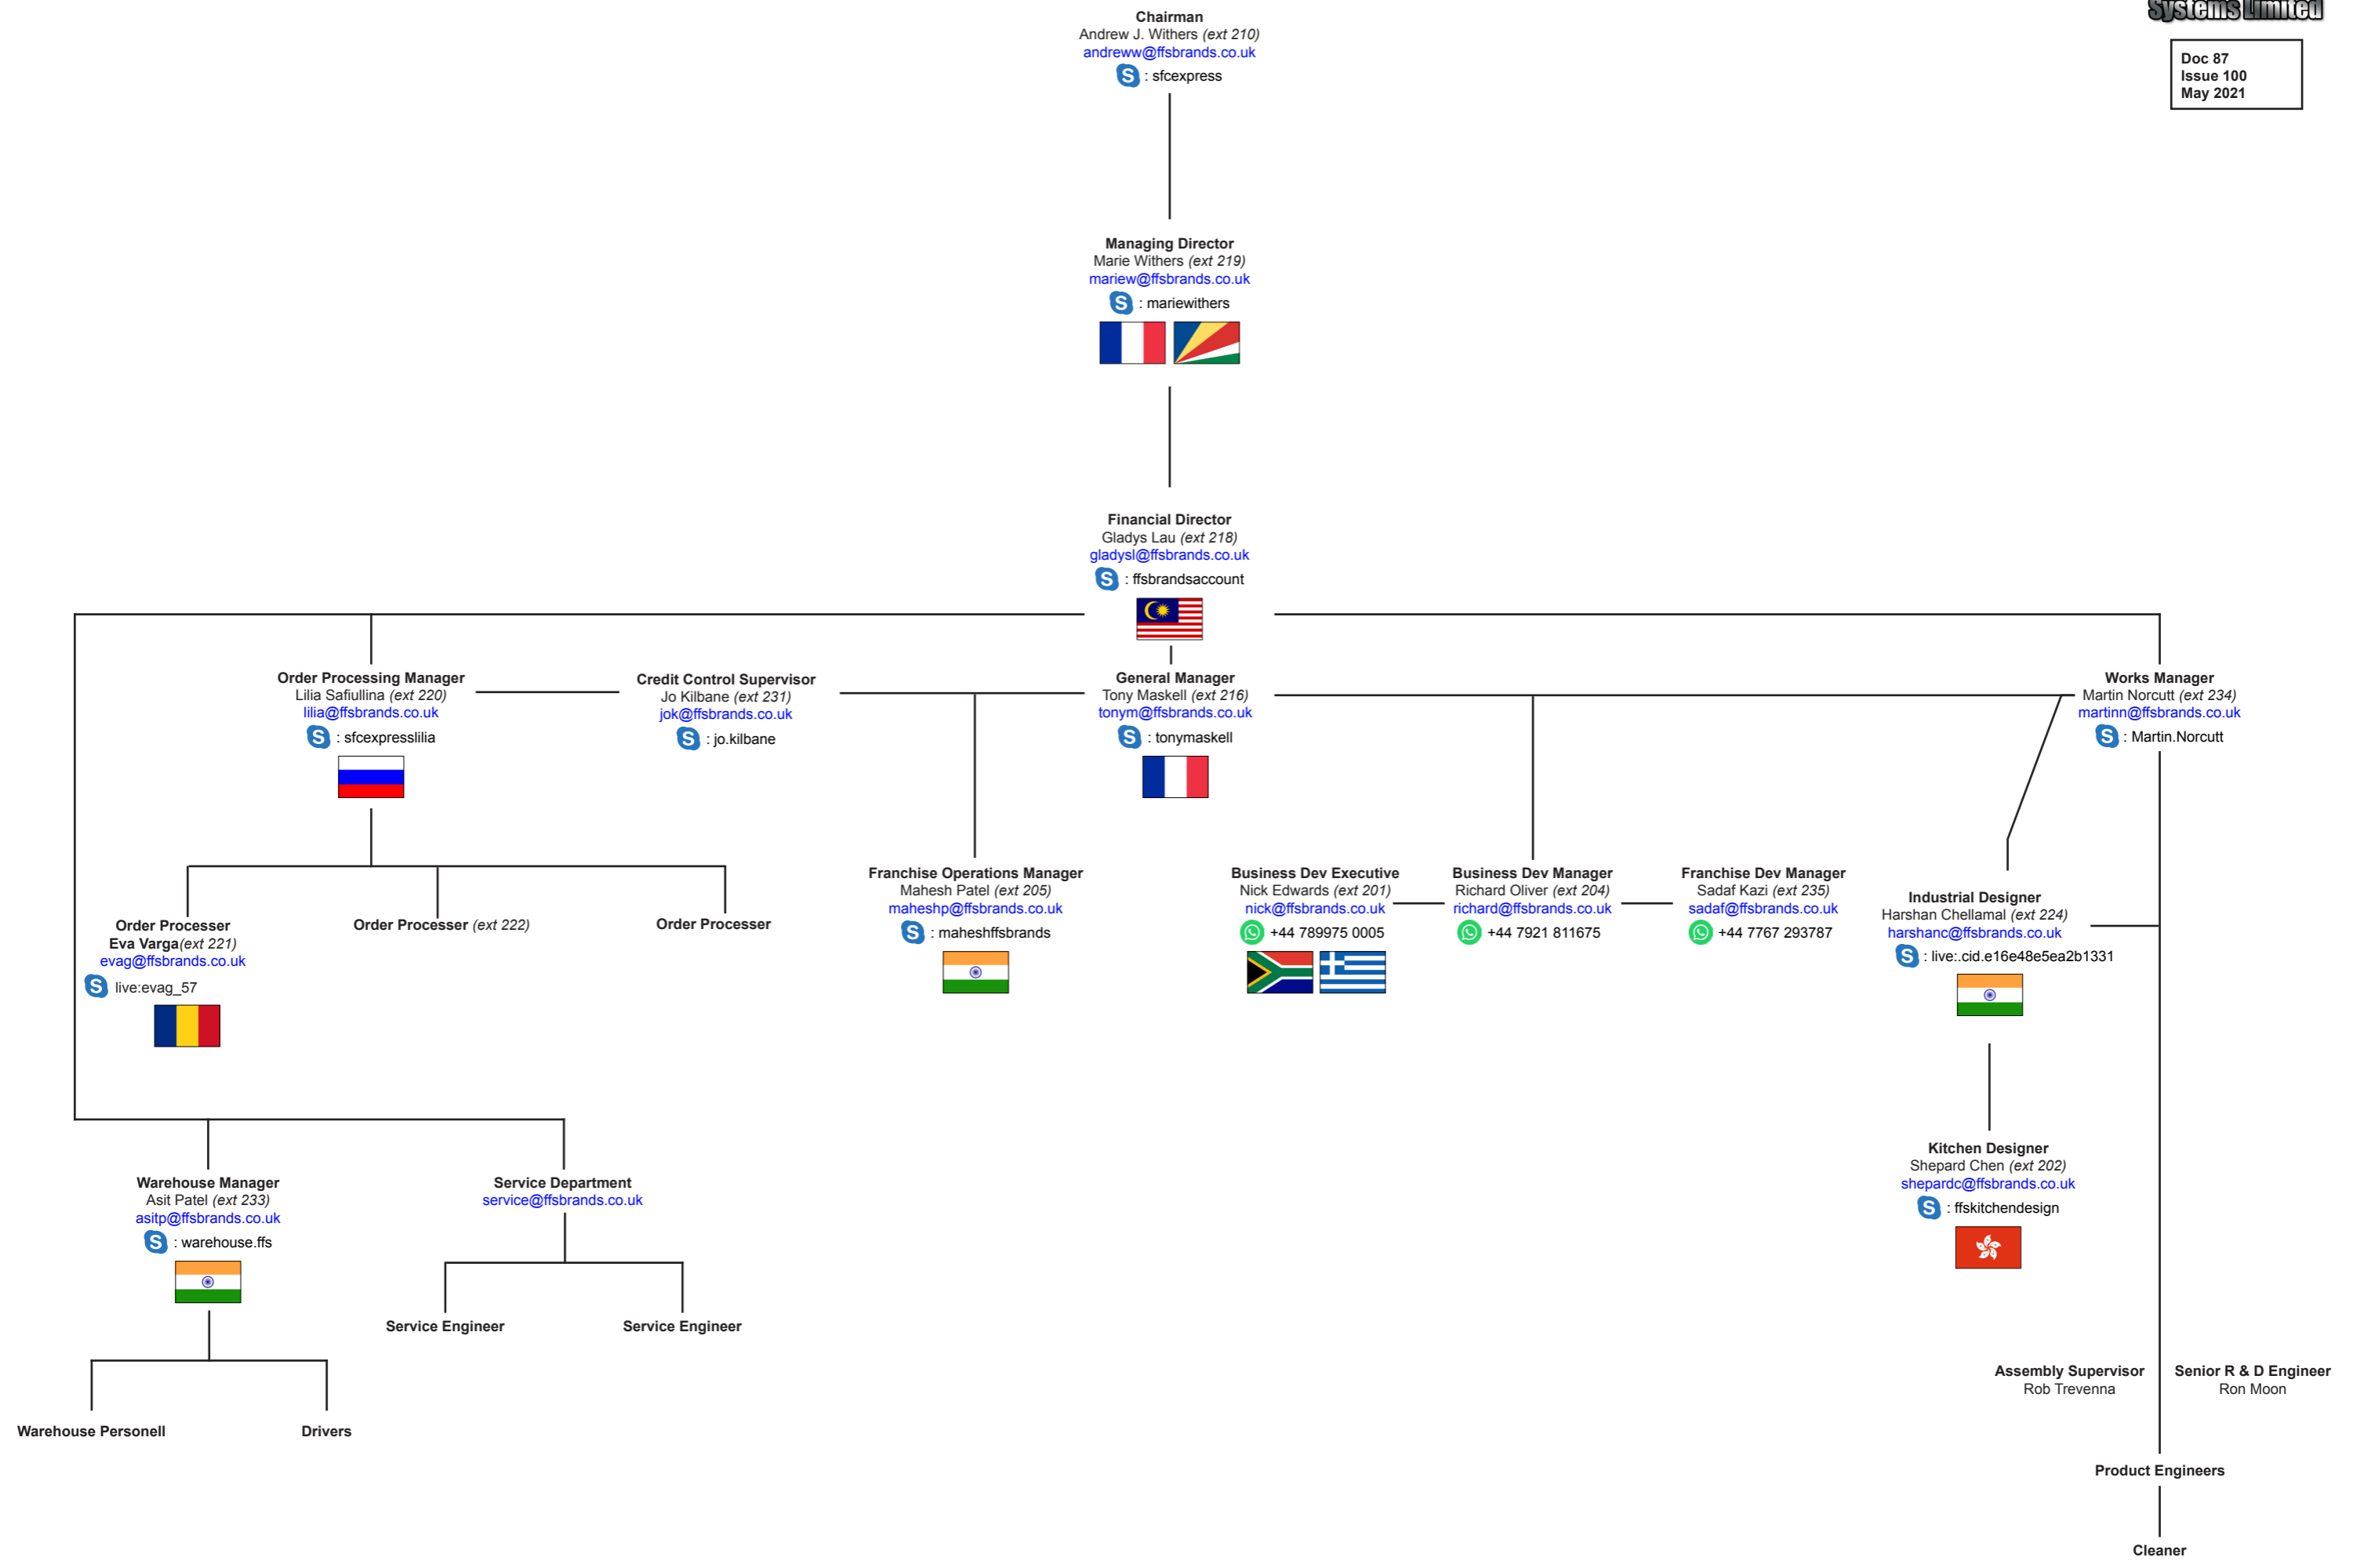 Systems Limited
Doc 87
Issue 100
May 2021
Chairman
Andrew J. Withers (ext 210)
andreww@ffsbrands.co.uk
S : sfcexpress
Managing Director
Marie Withers (ext 219)
mariew@ffsbrands.co.uk
S : mariewithers
Financial Director
Gladys Lau (ext 218)
gladysl@ffsbrands.co.uk
S : ffsbrandsaccount
Order Processing Manager
Lilia Safiullina (ext 220)
lilia@ffsbrands.co.uk
S : sfcexpresslilia
Credit Control Supervisor
Jo Kilbane (ext 231)
jok@ffsbrands.co.uk
S : jo.kilbane
General Manager
Tony Maskell (ext 216)
tonym@ffsbrands.co.uk
S : tonymaskell
Works Manager
Martin Norcutt (ext 234)
martinn@ffsbrands.co.uk
S : Martin.Norcutt
Order Processer
Eva Varga(ext 221)
evag@ffsbrands.co.uk
S live:evag_57
Order Processer (ext 222)
Order Processer
Franchise Operations Manager
Mahesh Patel (ext 205)
maheshp@ffsbrands.co.uk
S : maheshffsbrands
Business Dev Executive
Nick Edwards (ext 201)
nick@ffsbrands.co.uk
+44 789975 0005
Business Dev Manager
Richard Oliver (ext 204)
richard@ffsbrands.co.uk
+44 7921 811675
Franchise Dev Manager
Sadaf Kazi (ext 235)
sadaf@ffsbrands.co.uk
+44 7767 293787
Industrial Designer
Harshan Chellamal (ext 224)
harshanc@ffsbrands.co.uk
S : live:.cid.e16e48e5ea2b1331
Kitchen Designer
Shepard Chen (ext 202)
shepardc@ffsbrands.co.uk
S : ffskitchendesign
Warehouse Manager
Asit Patel (ext 233)
asitp@ffsbrands.co.uk
S : warehouse.ffs
Service Department
service@ffsbrands.co.uk
Service Engineer
Service Engineer
Warehouse Personell
Drivers
Assembly Supervisor
Rob Trevenna
Senior R & D Engineer
Ron Moon
Product Engineers
Cleaner